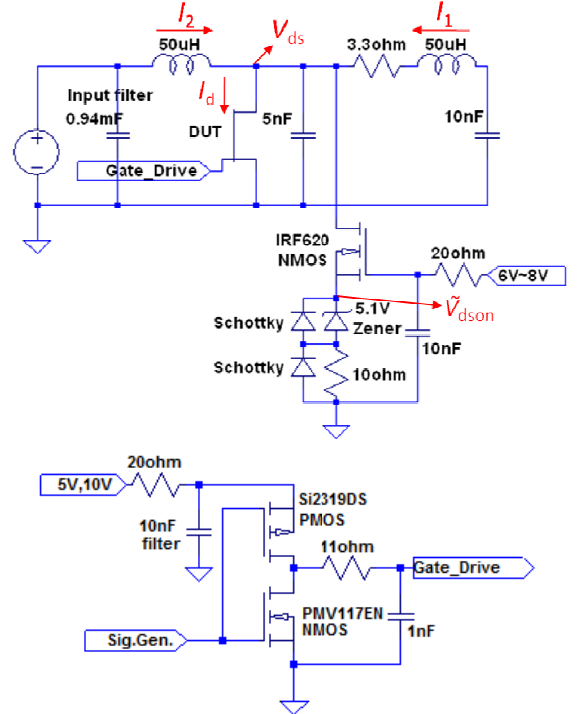 I2
Vds
I1
50uH
3.3ohm
50uH
Input filter
0.94mF
Id
DUT
5nF
10nF
Gate_Drive
IRF620
NMOS
20ohm
6V~8V
Ṽdson
Schottky
5.1V
Zener
10nF
Schottky
10ohm
20ohm
5V,10V
Si2319DS
PMOS
10nF
filter
11ohm
Gate_Drive
PMV117EN
NMOS
1nF
Sig.Gen.